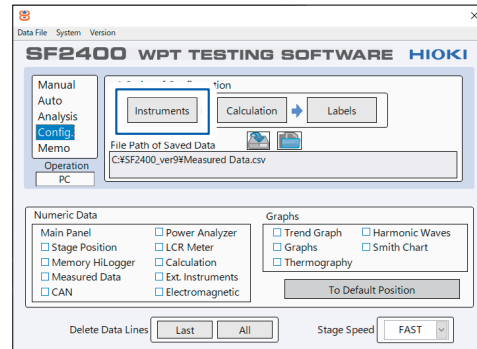 Data File System Version
SF2400 WPT TESTING SOFTWARE HIOKI
Manual
Auto
Analysis
Config.
Memo
Operation
PC
Instruments
Calculation
Labels
File Path of Saved Data
C:¥SF2400_ver9¥Measured Data.csv
Numeric Data
Main Panel
Stage Position
Memory HiLogger
Measured Data
CAN
Power Analyzer
LCR Meter
Calculation
Ext. Instruments
Electromagnetic
Graphs
Trend Graph
Graphs
Thermography
Harmonic Waves
Smith Chart
To Default Position
Delete Data Lines Last All
Stage Speed FAST